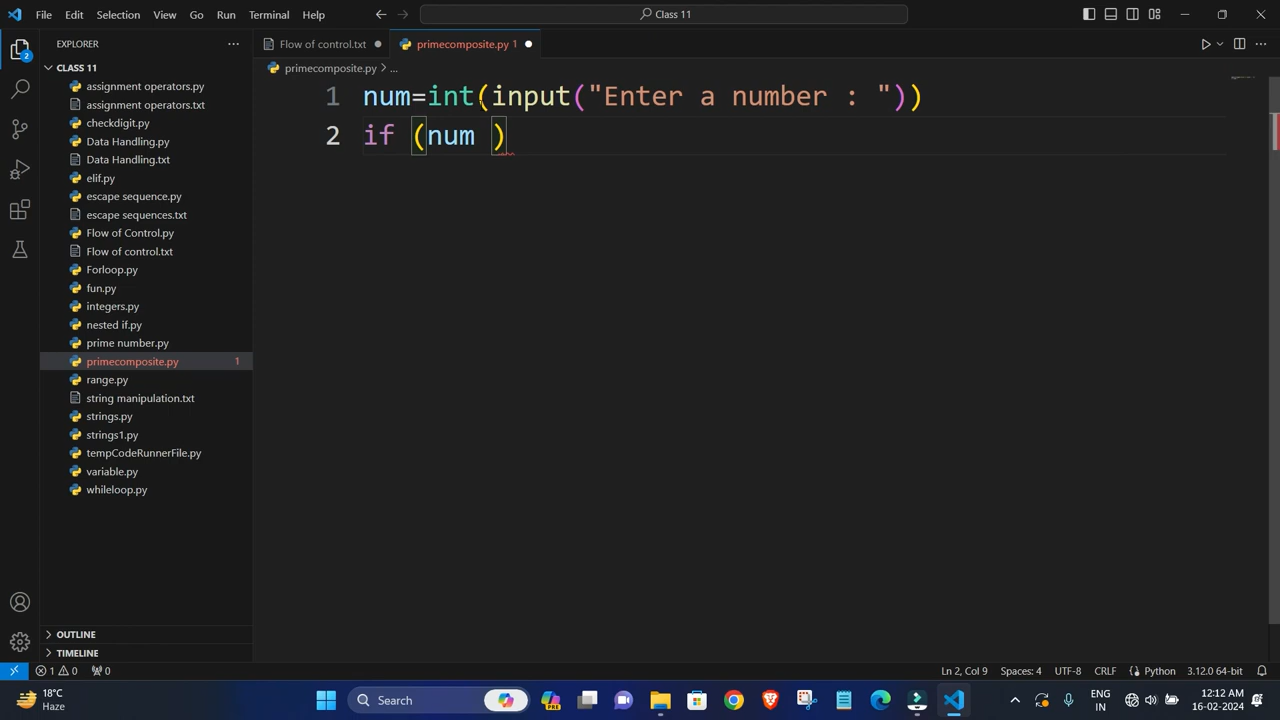 File Edit Selection View Go Run Terminal Help
Class 11
EXPLORER
Flow of control.txt
primecomposite.py 1
CLASS 11
primecomposite.py > ...
assignment operators.py
assignment operators.txt
checkdigit.py
Data Handling.py
Data Handling.txt
elif.py
escape sequence.py
escape sequences.txt
Flow of Control.py
Flow of control.txt
Forloop.py
fun.py
integers.py
nested if.py
prime number.py
primecomposite.py 1
range.py
string manipulation.txt
strings.py
strings1.py
tempCodeRunnerFile.py
variable.py
whileloop.py
OUTLINE
TIMELINE
2
1 num=int(input("Enter a number : "))
2 if (num )
1 0 0 Ln 2, Col 9 Spaces: 4 UTF-8 CRLF Python 3.12.0 64-bit
18°C
Haze
Search
PRE
ENG
IN
12:12 AM
16-02-2024